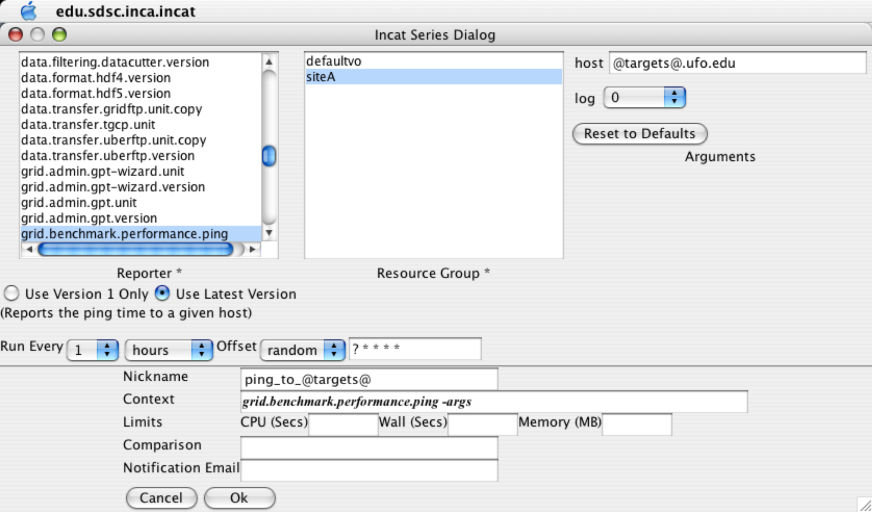 edu.sdsc.inca.incat
Incat Series Dialog
data.filtering.datacutter.version
data.format.hdf4.version
data.format.hdf5.version
data.transfer.gridftp.unit.copy
data.transfer.tgcp.unit
data.transfer.uberftp.unit.copy
data.transfer.uberftp.version
grid.admin.gpt-wizard.unit
grid.admin.gpt-wizard.version
grid.admin.gpt.unit
grid.admin.gpt.version
grid.benchmark.performance.ping
Reporter *
defaultvo
siteA
Resource Group *
host @targets@.ufo.edu
log 0
Reset to Defaults
Arguments
Use Version 1 Only Use Latest Version
(Reports the ping time to a given host)
Run Every 1 hours Offset random ? * * * *
Nickname ping_to_@targets@
Context grid.benchmark.performance.ping -args
Limits CPU (Secs) Wall (Secs) Memory (MB)
Comparison
Notification Email
Cancel Ok